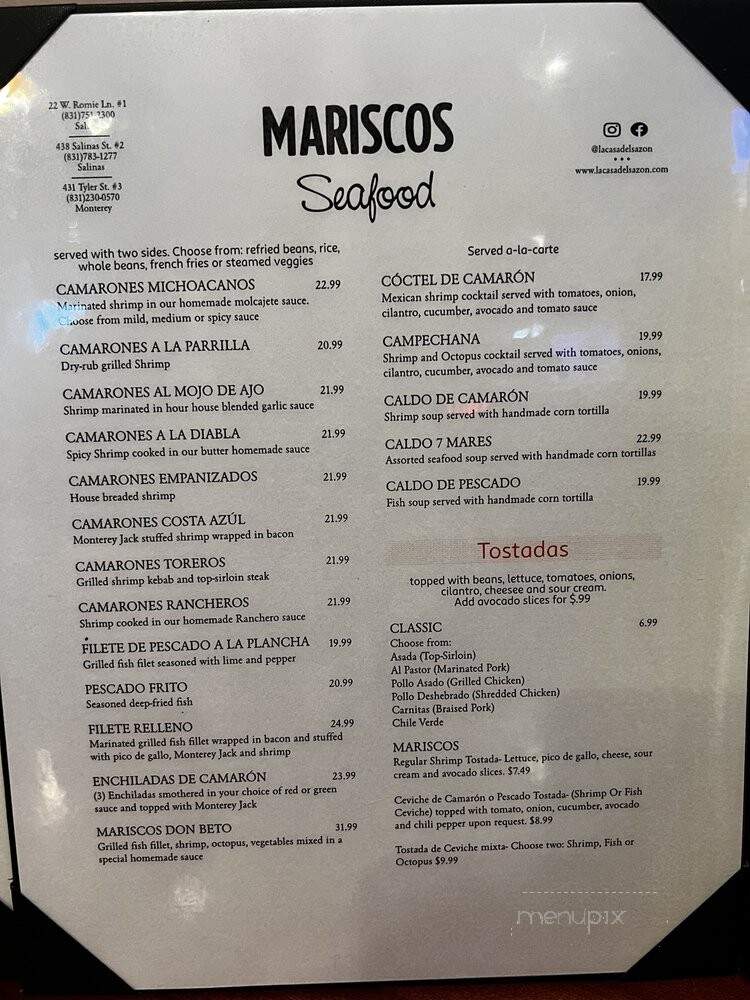 22 W. Romie Ln. #1
(831)751-3300
Sal.
438 Salinas St. #2
(831)783-1277
Salinas
431 Tyler St. #3
(831)230-0570
Monterey
MARISCOS
Seafood
@lacasadelsazon
•••
www.lacasadelsazon.com
served with two sides. Choose from: refried beans, rice,
whole beans, french fries or steamed veggies
CAMARONES MICHOACANOS 22.99
Marinated shrimp in our homemade molcajete sauce.
Choose from mild, medium or spicy sauce
CAMARONES A LA PARRILLA 20.99
Dry-rub grilled Shrimp
CAMARONES AL MOJO DE AJO 21.99
Shrimp marinated in hour house blended garlic sauce
CAMARONES A LA DIABLA 21.99
Spicy Shrimp cooked in our butter homemade sauce
CAMARONES EMPANIZADOS 21.99
House breaded shrimp
CAMARONES COSTA AZÚL 21.99
Monterey Jack stuffed shrimp wrapped in bacon
CAMARONES TOREROS 21.99
Grilled shrimp kebab and top-sirloin steak
CAMARONES RANCHEROS 21.99
Shrimp cooked in our homemade Ranchero sauce
FILETE DE PESCADO A LA PLANCHA 19.99
Grilled fish filet seasoned with lime and pepper
PESCADO FRITO 20.99
Seasoned deep-fried fish
FILETE RELLENO 24.99
Marinated grilled fish fillet wrapped in bacon and stuffed
with pico de gallo, Monterey Jack and shrimp
ENCHILADAS DE CAMARÓN 23.99
(3) Enchiladas smothered in your choice of red or green
sauce and topped with Monterey Jack
MARISCOS DON BETO 31.99
Grilled fish fillet, shrimp, octopus, vegetables mixed in a
special homemade sauce
Served a-la-carte
CÓCTEL DE CAMARÓN 17.99
Mexican shrimp cocktail served with tomatoes, onion,
cilantro, cucumber, avocado and tomato sauce
CAMPECHANA 19.99
Shrimp and Octopus cocktail served with tomatoes, onions,
cilantro, cucumber, avocado and tomato sauce
CALDO DE CAMARÓN 19.99
Shrimp soup served with handmade corn tortilla
CALDO 7 MARES 22.99
Assorted seafood soup served with handmade corn tortillas
CALDO DE PESCADO 19.99
Fish soup served with handmade corn tortilla
Tostadas
topped with beans, lettuce, tomatoes, onions,
cilantro, cheesee and sour cream.
Add avocado slices for $.99
CLASSIC 6.99
Choose from:
Asada (Top-Sirloin)
Al Pastor (Marinated Pork)
Pollo Asado (Grilled Chicken)
Pollo Deshebrado (Shredded Chicken)
Carnitas (Braised Pork)
Chile Verde
MARISCOS
Regular Shrimp Tostada- Lettuce, pico de gallo, cheese, sour
cream and avocado slices. $7.49
Ceviche de Camarón o Pescado Tostada- (Shrimp Or Fish
Ceviche) topped with tomato, onion, cucumber, avocado
and chili pepper upon request. $8.99
Tostada de Ceviche mixta- Choose two: Shrimp, Fish or
Octopus $9.99
menupix